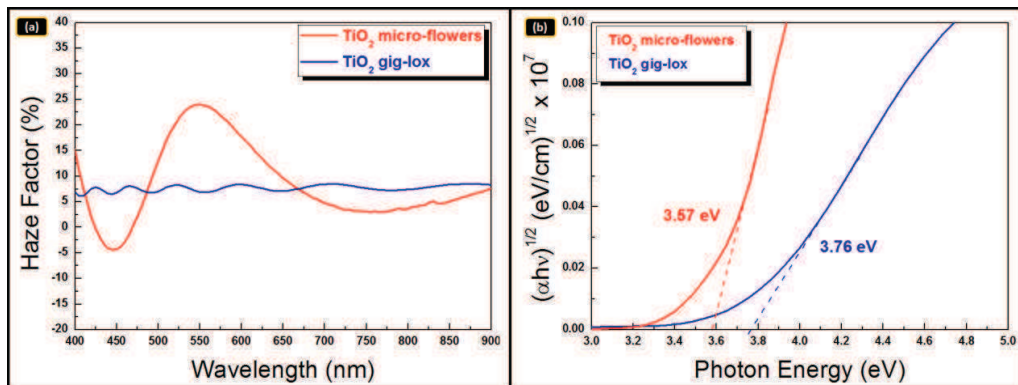 (a)
TiO2 micro-flowers
TiO2 gig-lox
Haze Factor (%)
40
35
30
25
20
15
10
5
0
-5
-10
-15
-20
400 450 500 550 600 650 700 750 800 850 900
Wavelength (nm)
(b)
TiO2 micro-flowers
TiO2 gig-lox
(αhν)^1/2 (eV/cm)^1/2 x 10^7
0.10
0.08
0.06
0.04
0.02
0.00
3.57 eV
3.76 eV
3.0 3.2 3.4 3.6 3.8 4.0 4.2 4.4 4.6 4.8 5.0
Photon Energy (eV)